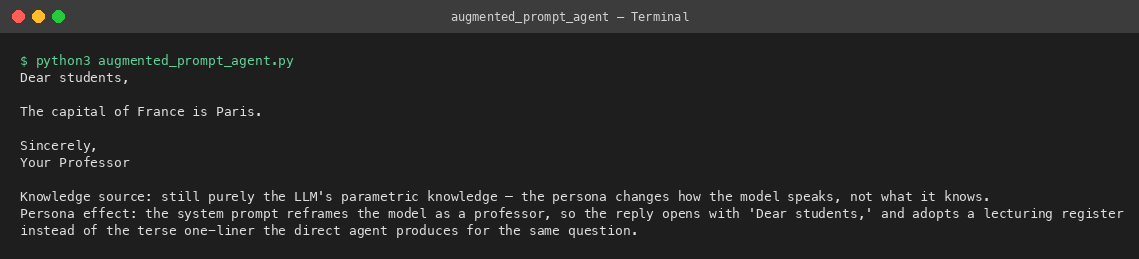 augmented_prompt_agent — Terminal
$ python3 augmented_prompt_agent.py
Dear students,
The capital of France is Paris.
Sincerely,
Your Professor
Knowledge source: still purely the LLM's parametric knowledge — the persona changes how the model speaks, not what it knows.
Persona effect: the system prompt reframes the model as a professor, so the reply opens with 'Dear students,' and adopts a lecturing register
instead of the terse one-liner the direct agent produces for the same question.